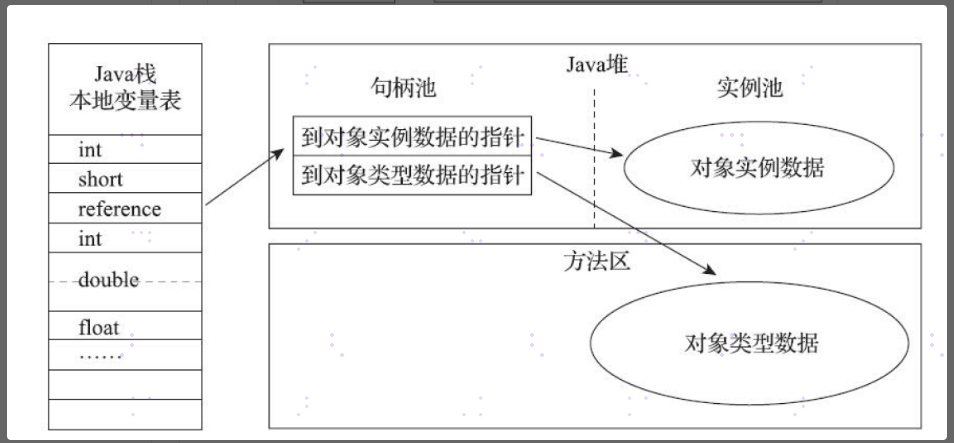 Java栈
本地变量表
int
short
reference
int
double
float
……
Java堆
句柄池
实例池
到对象实例数据的指针
到对象类型数据的指针
对象实例数据
方法区
对象类型数据